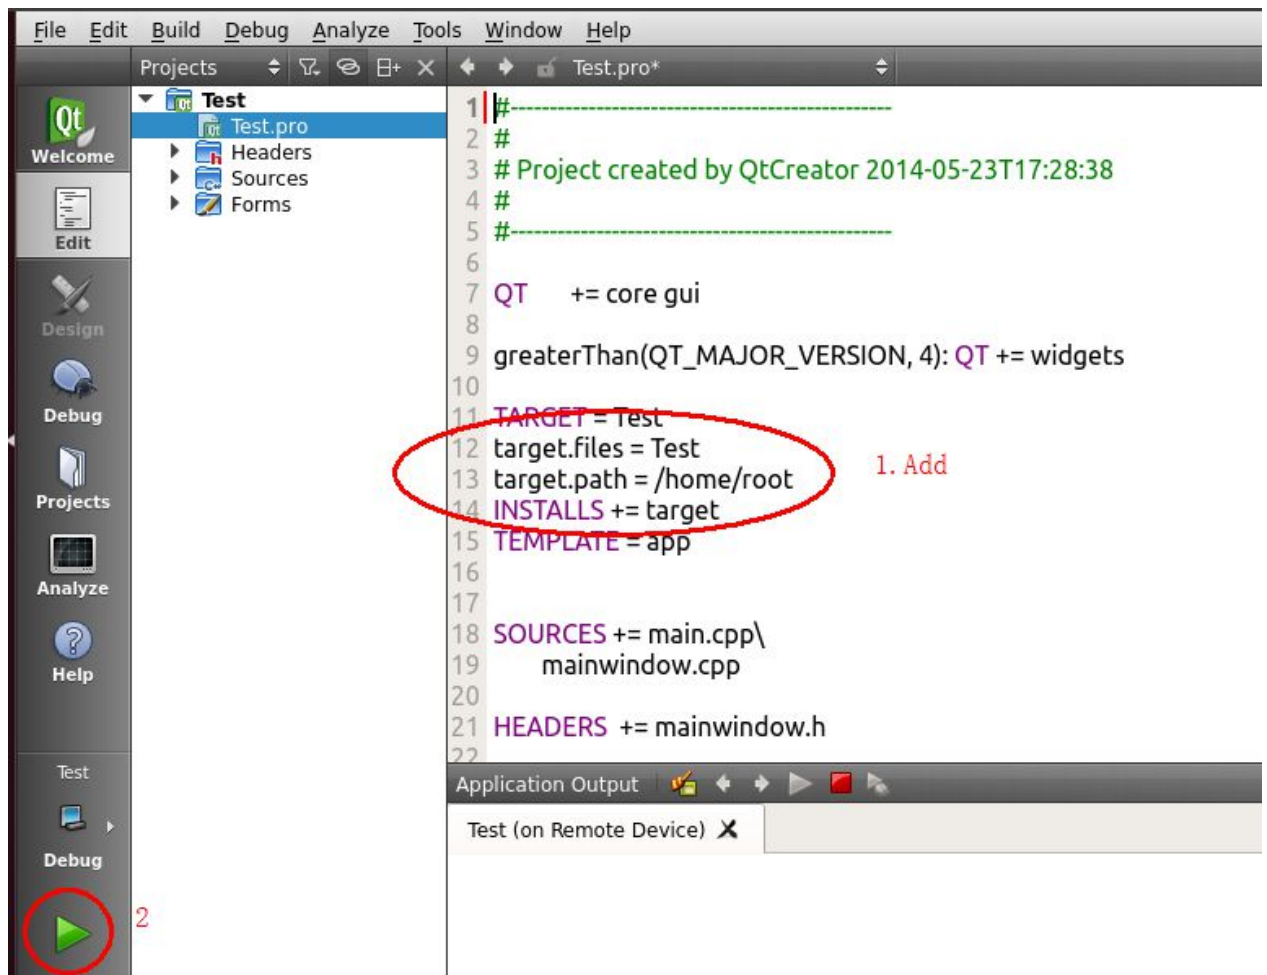 File Edit Build Debug Analyze Tools Window Help
Projects
Test.pro*
Qt
Welcome
Edit
Design
Debug
Projects
Analyze
Help
Test
Debug
2
Test
Test.pro
Headers
Sources
Forms
1 #------------------------------------------------
2 #
3 # Project created by QtCreator 2014-05-23T17:28:38
4 #
5 #------------------------------------------------
6
7 QT += core gui
8
9 greaterThan(QT_MAJOR_VERSION, 4): QT += widgets
10
11 TARGET = Test
12 target.files = Test
13 target.path = /home/root
14 INSTALLS += target
15 TEMPLATE = app
16
17
18 SOURCES += main.cpp\
19 mainwindow.cpp
20
21 HEADERS += mainwindow.h
22
1. Add
Application Output
Test (on Remote Device)